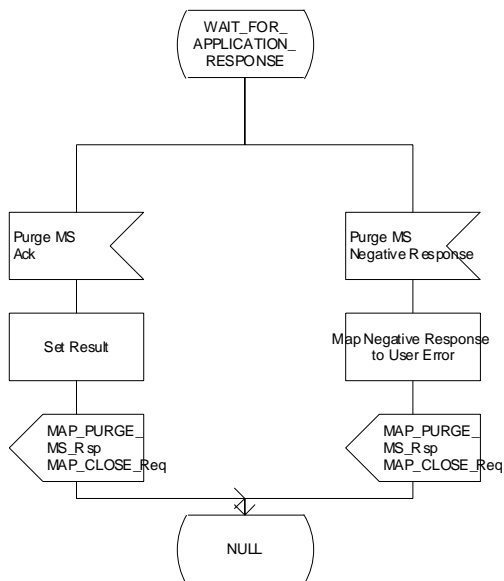 WAIT_FOR_
APPLICATION_
RESPONSE
Purge MS
Ack
Purge MS
Negative Response
Set Result
Map Negative Response
to User Error
MAP_PURGE_
MS_Rsp
MAP_CLOSE_Req
MAP_PURGE_
MS_Rsp
MAP_CLOSE_Req
NULL